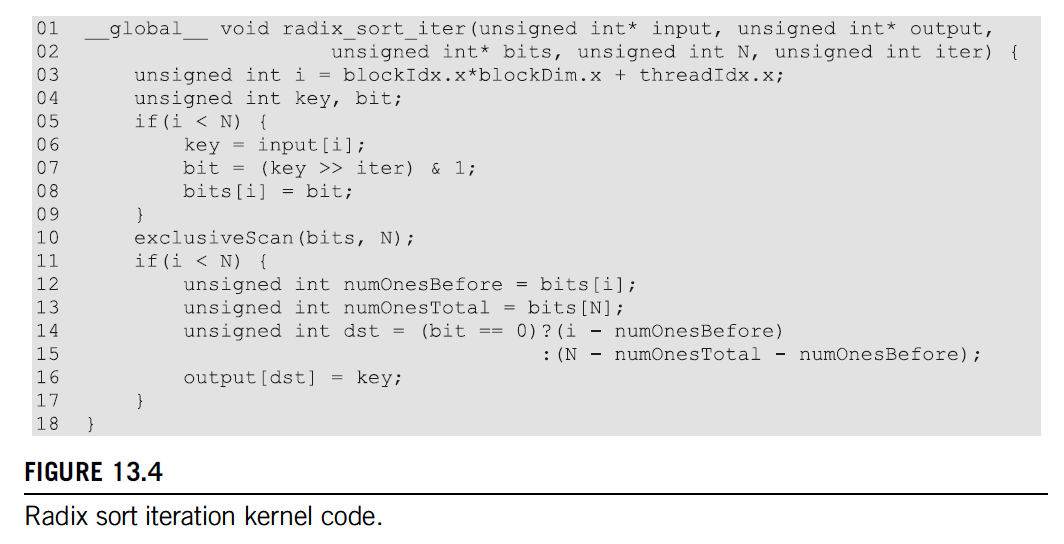 01 __global__ void radix_sort_iter(unsigned int* input, unsigned int* output,
02 unsigned int* bits, unsigned int N, unsigned int iter) {
03 unsigned int i = blockIdx.x*blockDim.x + threadIdx.x;
04 unsigned int key, bit;
05 if(i < N) {
06 key = input[i];
07 bit = (key >> iter) & 1;
08 bits[i] = bit;
09 }
10 exclusiveScan(bits, N);
11 if(i < N) {
12 unsigned int numOnesBefore = bits[i];
13 unsigned int numOnesTotal = bits[N];
14 unsigned int dst = (bit == 0)?(i - numOnesBefore)
15 :(N - numOnesTotal - numOnesBefore);
16 output[dst] = key;
17 }
18 }
FIGURE 13.4
Radix sort iteration kernel code.